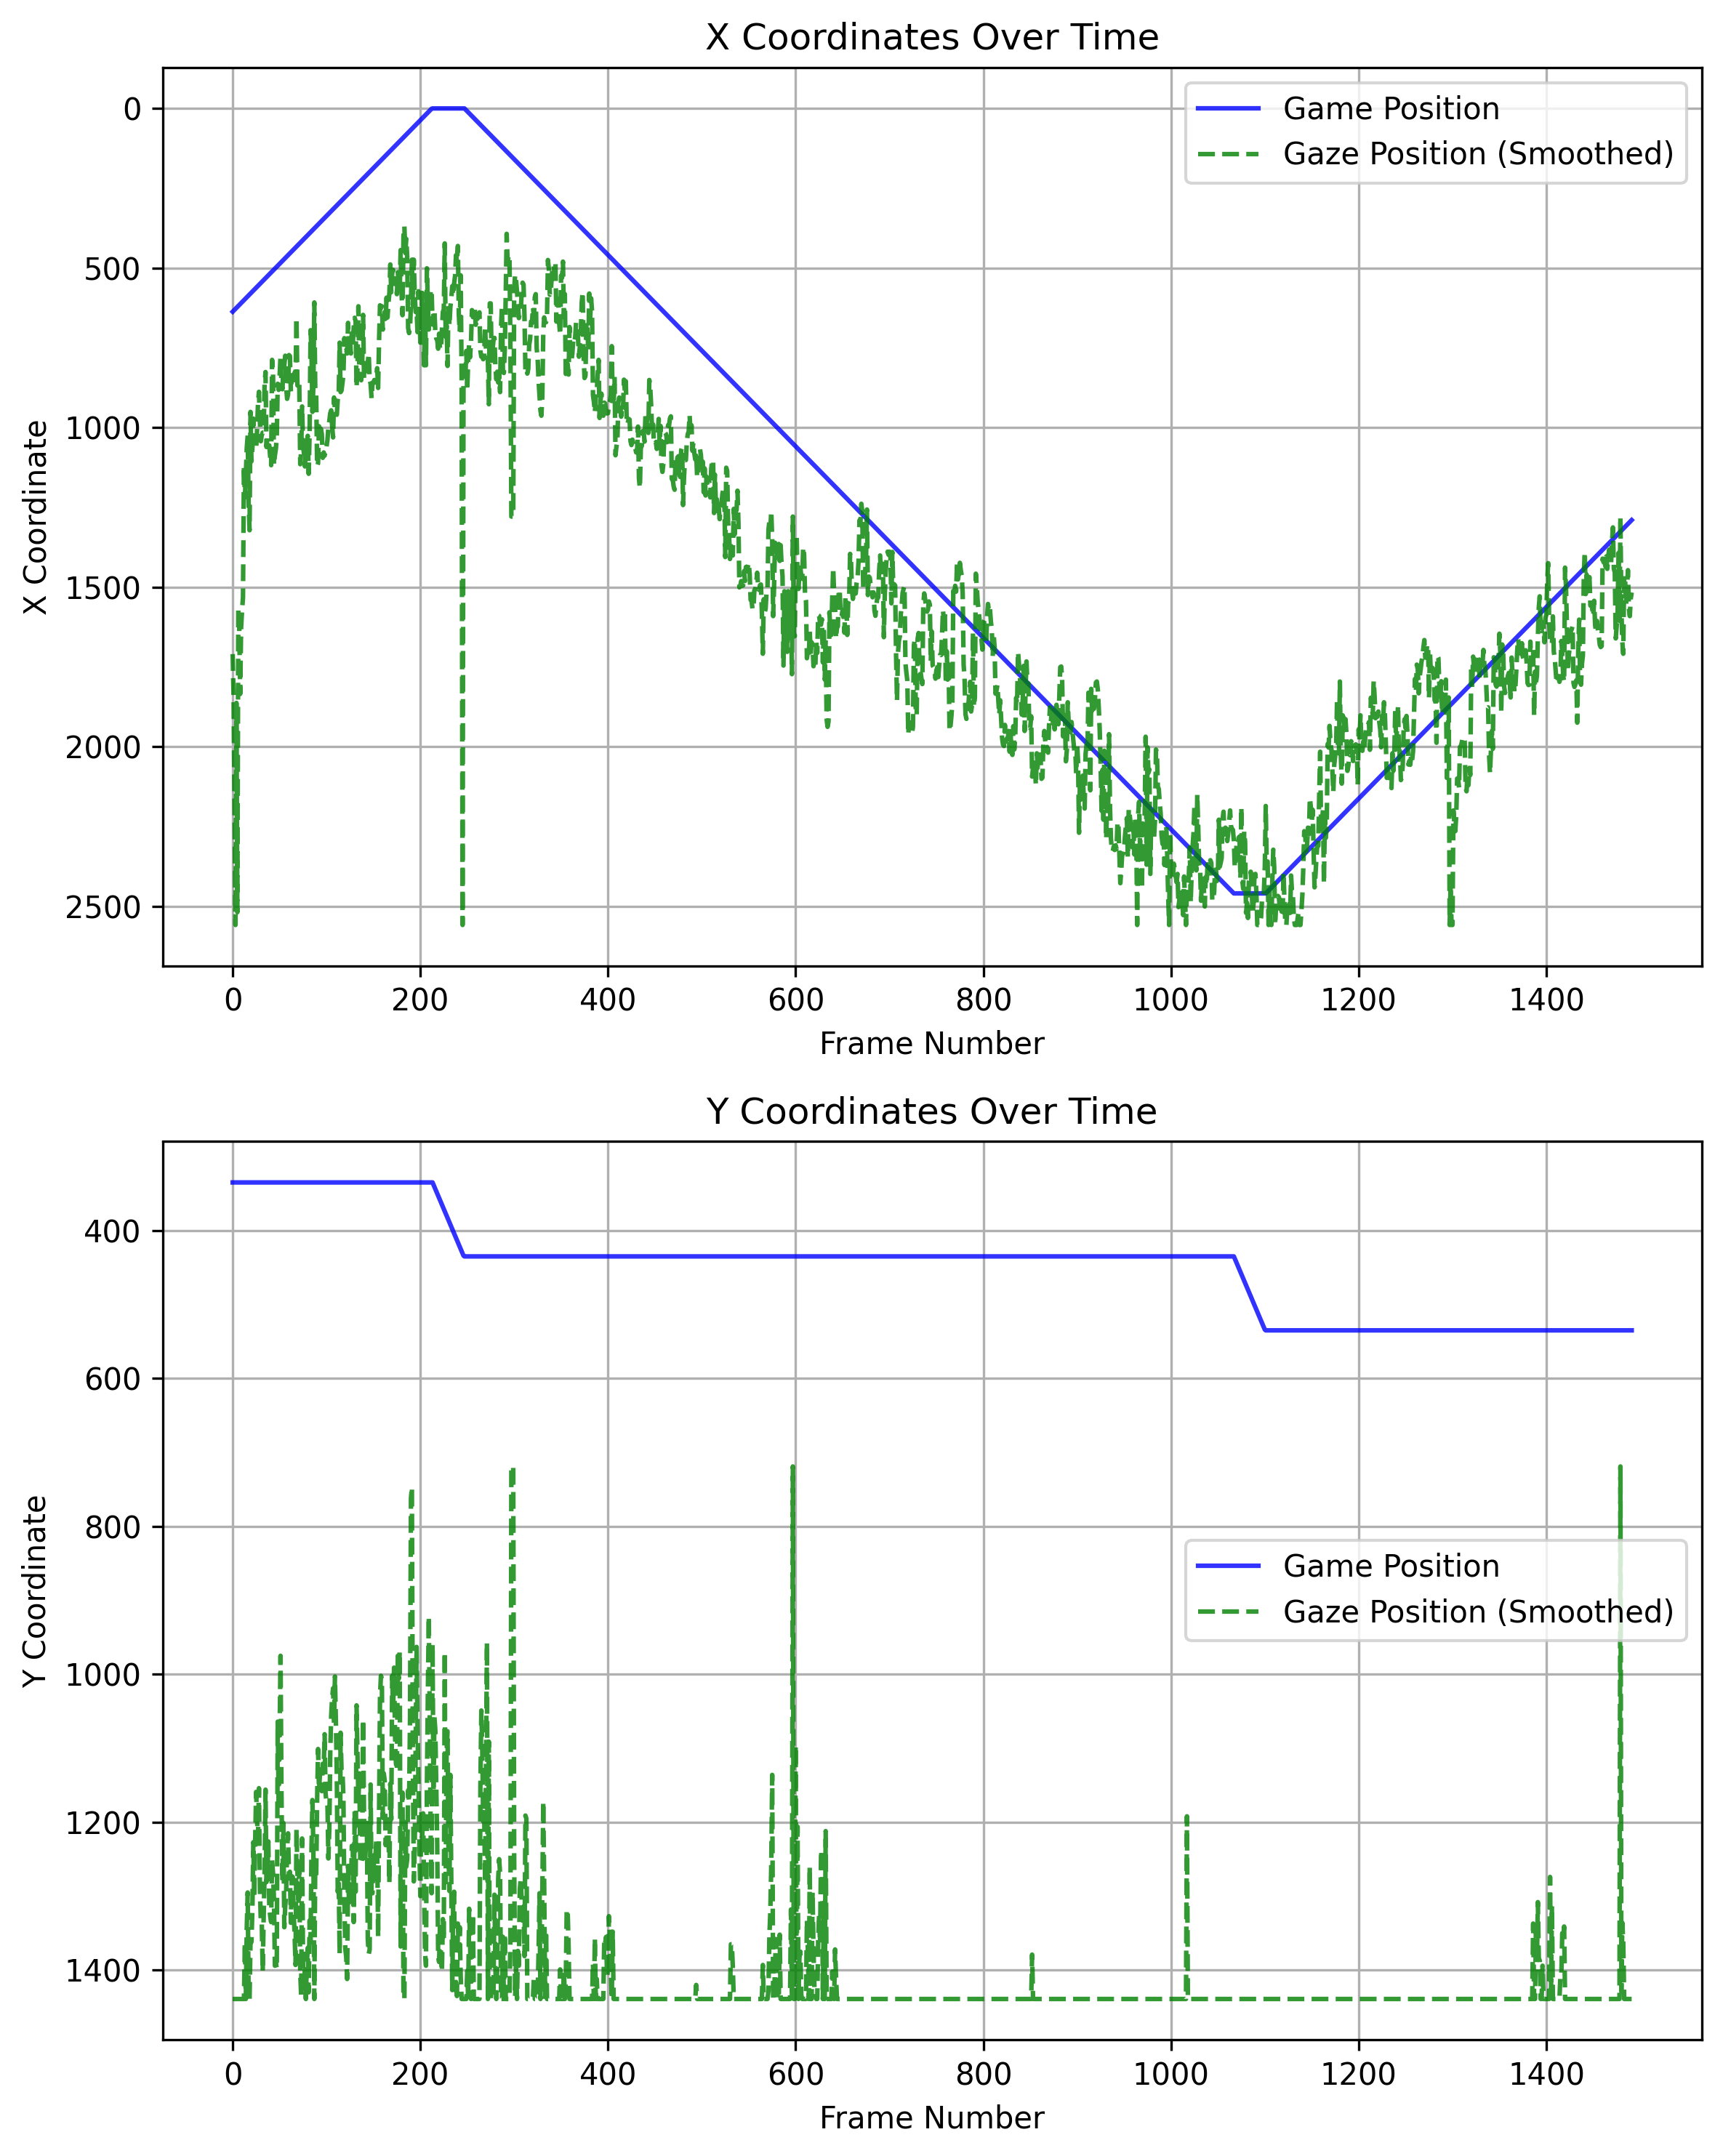 X Coordinates Over Time
Game Position
Gaze Position (Smoothed)
0
500
1000
1500
2000
2500
X Coordinate
0 200 400 600 800 1000 1200 1400
Frame Number
Y Coordinates Over Time
400
600
800
1000
1200
1400
Y Coordinate
Game Position
Gaze Position (Smoothed)
0 200 400 600 800 1000 1200 1400
Frame Number